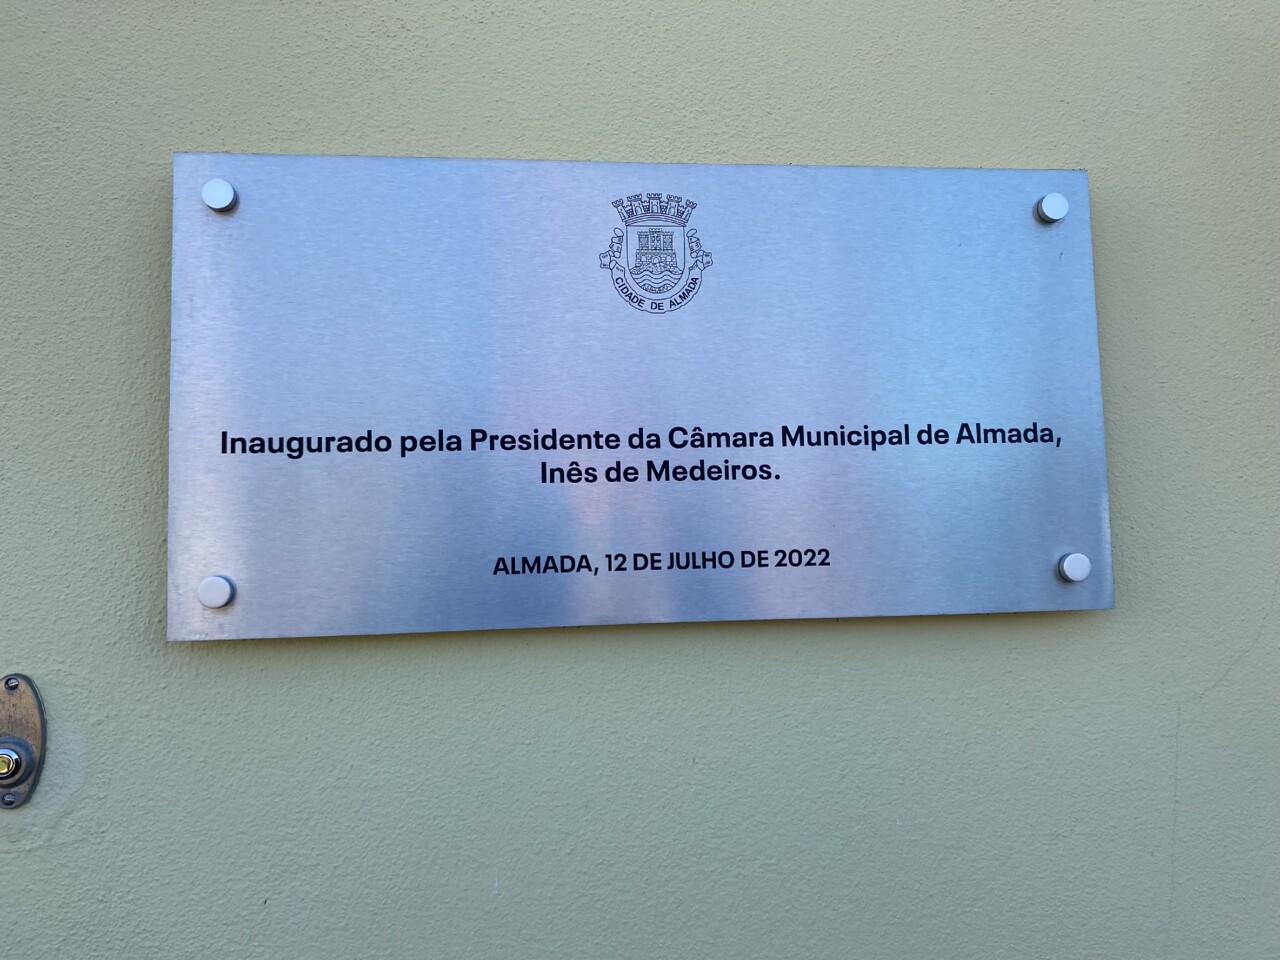 CIDADE DE ALMADA
Inaugurado pela Presidente da Câmara Municipal de Almada,
Inês de Medeiros.
ALMADA, 12 DE JULHO DE 2022